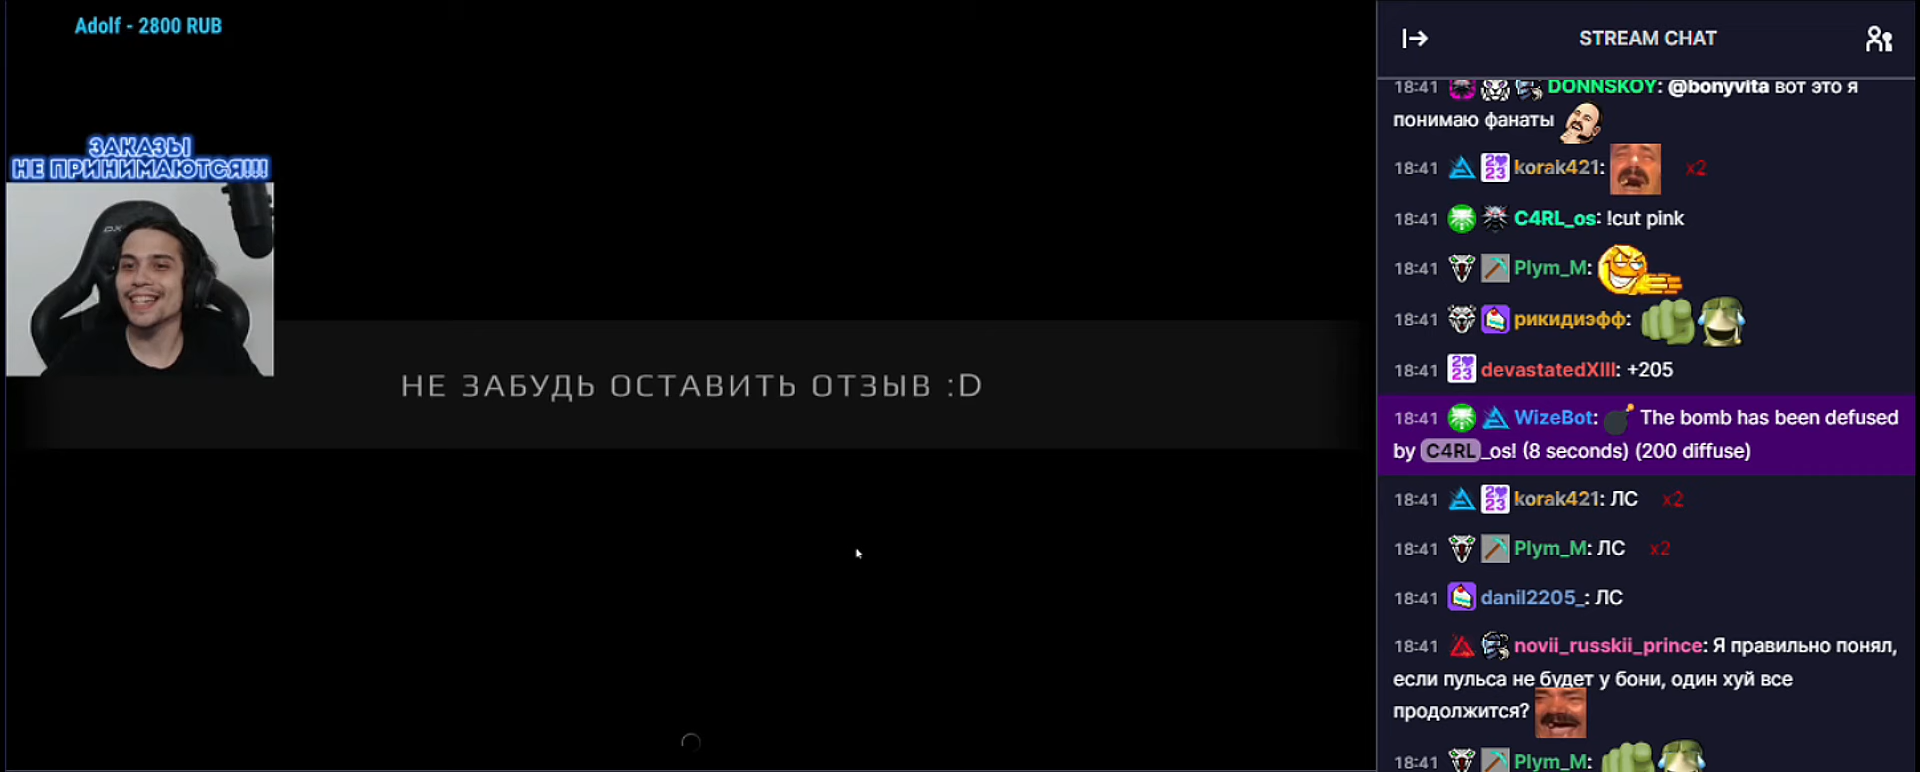 Adolf - 2800 RUB
ЗАКАЗЫ
НЕ ПРИНИМАЮТСЯ!!!
НЕ ЗАБУДЬ ОСТАВИТЬ ОТЗЫВ :D
STREAM CHAT
18:41 DONNSKOY: @bonyvita вот это я
понимаю фанаты
18:41 korak421: x2
18:41 C4RL_os: !cut pink
18:41 Plym_M:
18:41 рикидиэфф:
18:41 devastatedXIII: +205
18:41 WizeBot: The bomb has been defused
by C4RL_os! (8 seconds) (200 diffuse)
18:41 korak421: ЛС x2
18:41 Plym_M: ЛС x2
18:41 danil2205_: ЛС
18:41 novii_russkii_prince: Я правильно понял,
если пульса не будет у бони, один хуй все
продолжится?
18:41 Plym_M: